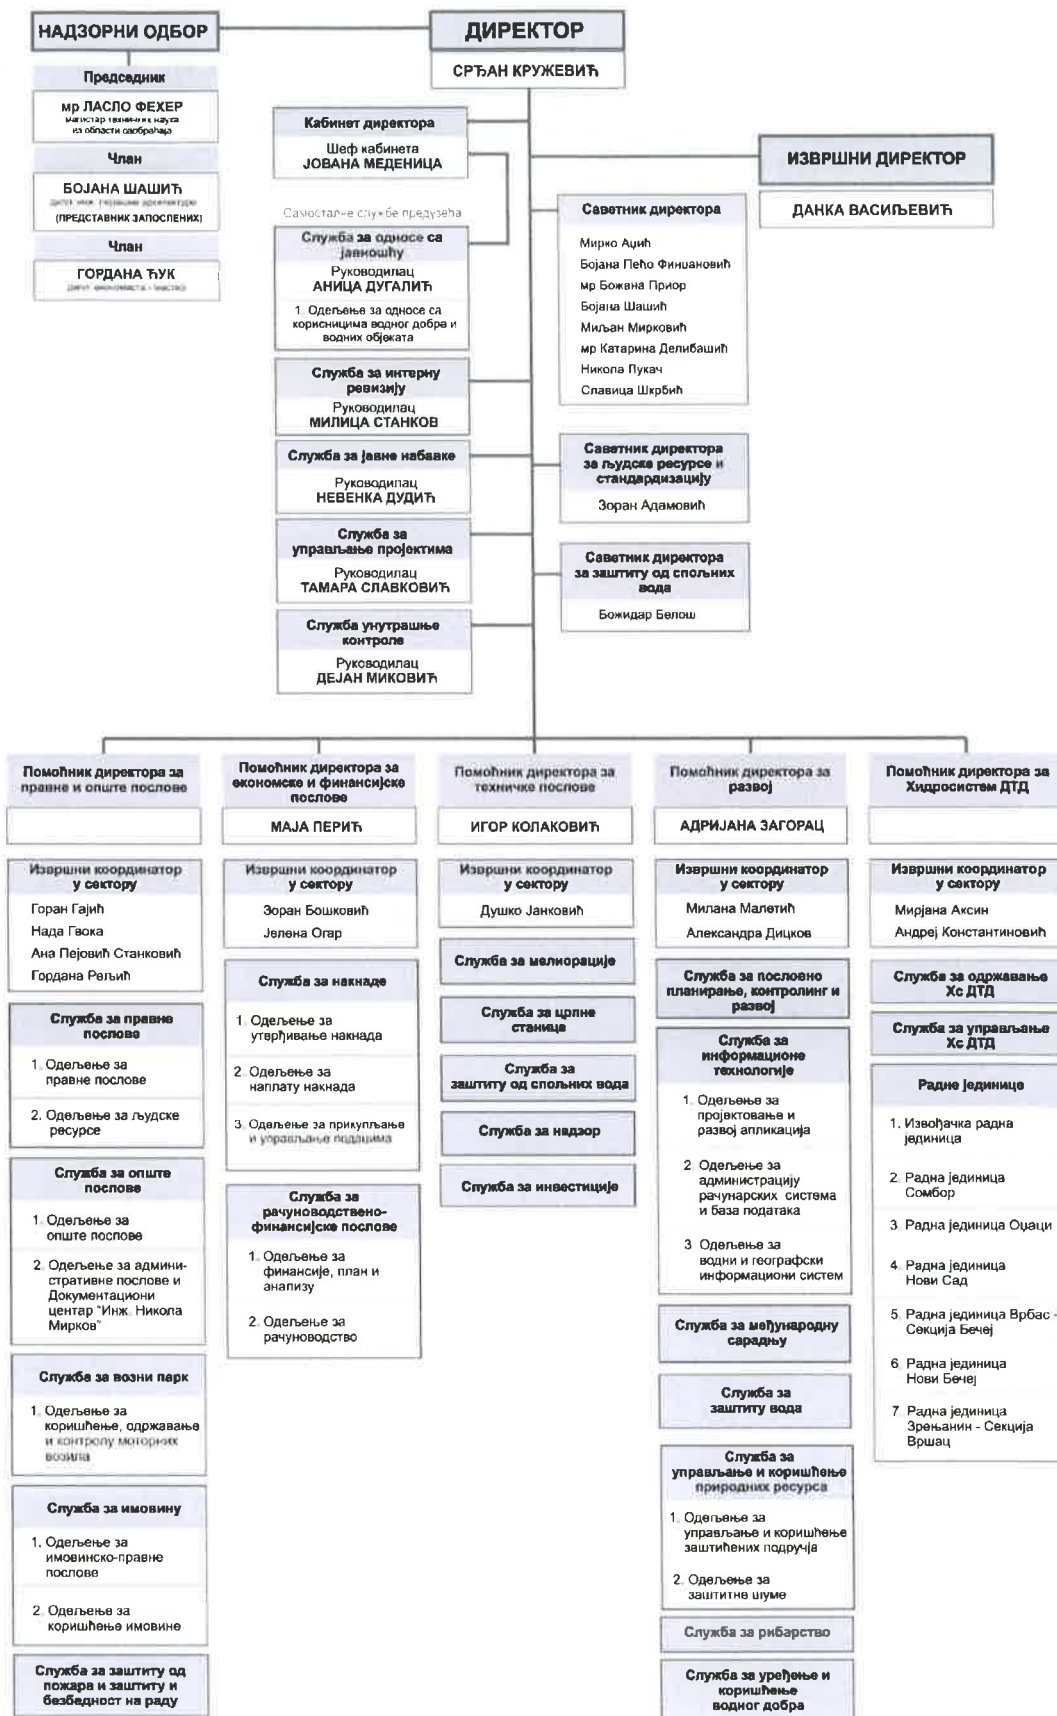 НАДЗОРНИ ОДБОР
Председник
мр ЛАСЛО ФЕХЕР
магистар техничких наука
из области саобраћаја
Члан
БОЈАНА ШАШИЋ
(ПРЕДСТАВНИК ЗАПОСЛЕНИХ)
Члан
ГОРДАНА ЋУК
ДИРЕКТОР
СРЂАН КРУЖЕВИЋ
Кабинет директора
Шеф кабинета
ЈОВАНА МЕДЕНИЦА
ИЗВРШНИ ДИРЕКТОР
ДАНКА ВАСИЉЕВИЋ
Самосталне службе предузећа
Служба за односе са
јавношћу
Руководилац
АНИЦА ДУГАЛИЋ
1. Одељење за односе са
корисницима водног добра и
водних објеката
Служба за интерну
ревизију
Руководилац
МИЛИЦА СТАНКОВ
Служба за јавне набавке
Руководилац
НЕВЕНКА ДУДИЋ
Служба за
управљање пројектима
Руководилац
ТАМАРА СЛАВКОВИЋ
Служба унутрашње
контроле
Руководилац
ДЕЈАН МИКОВИЋ
Саветник директора
Мирко Аџић
Бојана Пећо Финџановић
мр Божана Приор
Бојана Шашић
Миљан Мирковић
мр Катарина Делибашић
Никола Лукач
Славица Шкрбић
Саветник директора
за људске ресурсе и
стандардизацију
Зоран Адамовић
Саветник директора
за заштиту од спољних
вода
Божидар Белош
Помоћник директора за
правне и опште послове
Извршни координатор
у сектору
Горан Гајић
Нада Гвока
Ана Пејовић Станковић
Гордана Рељић
Служба за правне
послове
1. Одељење за
правне послове
2. Одељење за људске
ресурсе
Служба за опште
послове
1. Одељење за
опште послове
2. Одељење за админи-
стративне послове и
Документациони
центар "Инж. Никола
Мирков"
Служба за возни парк
1. Одељење за
коришћење, одржавање
и контролу моторних
возила
Служба за имовину
1. Одељење за
имовинско-правне
послове
2. Одељење за
коришћење имовине
Служба за заштиту од
пожара и заштиту и
безбедност на раду
Помоћник директора за
економске и финансијске
послове
МАЈА ПЕРИЋ
Извршни координатор
у сектору
Зоран Бошковић
Јелена Огар
Служба за накнаде
1. Одељење за
утврђивање накнада
2. Одељење за
наплату накнада
3. Одељење за прикупљање
и управљање подацима
Служба за
рачуноводствено-
финансијске послове
1. Одељење за
финансије, план и
анализу
2. Одељење за
рачуноводство
Помоћник директора за
техничке послове
ИГОР КОЛАКОВИЋ
Извршни координатор
у сектору
Душко Јанковић
Служба за мелиорације
Служба за црпне
станице
Служба за
заштиту од спољних вода
Служба за надзор
Служба за инвестиције
Помоћник директора за
развој
АДРИЈАНА ЗАГОРАЦ
Извршни координатор
у сектору
Милана Малетић
Александра Дицков
Служба за пословно
планирање, контролинг и
развој
Служба за
информационе
технологије
1. Одељење за
пројектовање и
развој апликација
2. Одељење за
администрацију
рачунарских система
и база података
3. Одељење за
водни и географски
информациони систем
Служба за међународну
сарадњу
Служба за
заштиту вода
Служба за
управљање и коришћење
природних ресурса
1. Одељење за
управљање и коришћење
заштићених подручја
2. Одељење за
заштитне шуме
Служба за рибарство
Служба за уређење и
коришћење
водног добра
Помоћник директора за
Хидросистем ДТД
Извршни координатор
у сектору
Мирјана Аксин
Андреј Константиновић
Служба за одржавање
Хс ДТД
Служба за управљање
Хс ДТД
Радне јединице
1. Извођачка радна
јединица
2. Радна јединица
Сомбор
3. Радна јединица Оџаци
4. Радна јединица
Нови Сад
5. Радна јединица Врбас -
Секција Бечеј
6. Радна јединица
Нови Бечеј
7. Радна јединица
Зрењанин - Секција
Вршац